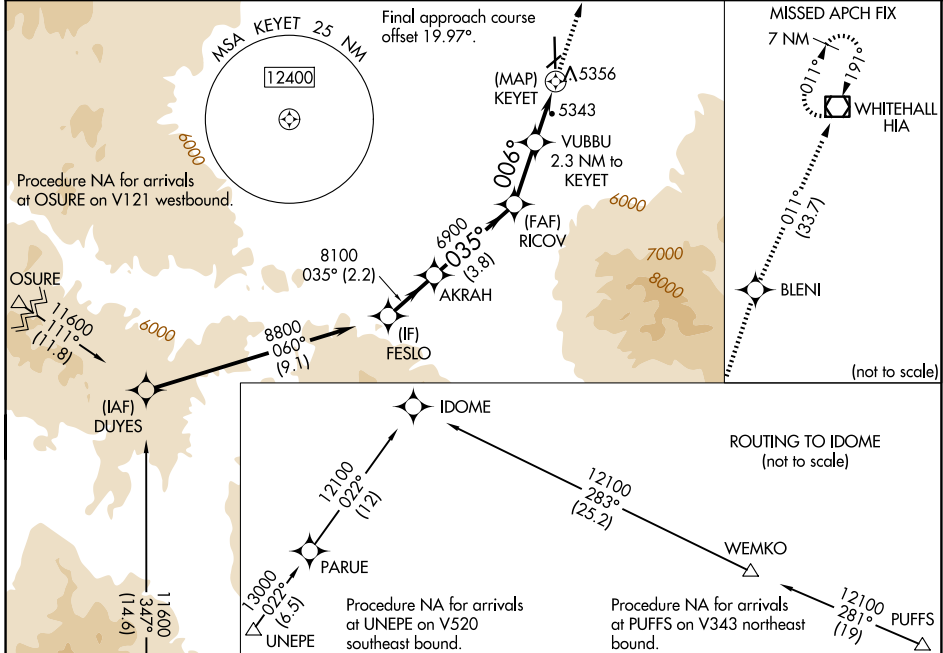 MSA KEYET 25 NM
12400
Final approach course
offset 19.97°.
(MAP)
KEYET
5356
5343
VUBBU
2.3 NM to
KEYET
006°
6000
Procedure NA for arrivals
at OSURE on V121 westbound.
(FAF)
RICOV
6900
035°
(3.8)
8100
035° (2.2)
AKRAH
6000
7000
8000
OSURE
11600
111°
(11.8)
6000
8800
060°
(9.1)
(IF)
FESLO
(IAF)
DUYES
11600
347°
(14.6)
MISSED APCH FIX
7 NM
011°
191°
WHITEHALL
HIA
011°
(33.7)
BLENI
(not to scale)
IDOME
ROUTING TO IDOME
(not to scale)
12100
022°
(12)
12100
283°
(25.2)
PARUE
WEMKO
13000
022°
(6.5)
UNEPE
Procedure NA for arrivals
at UNEPE on V520
southeast bound.
Procedure NA for arrivals
at PUFFS on V343 northeast
bound.
12100
281°
(19)
PUFFS